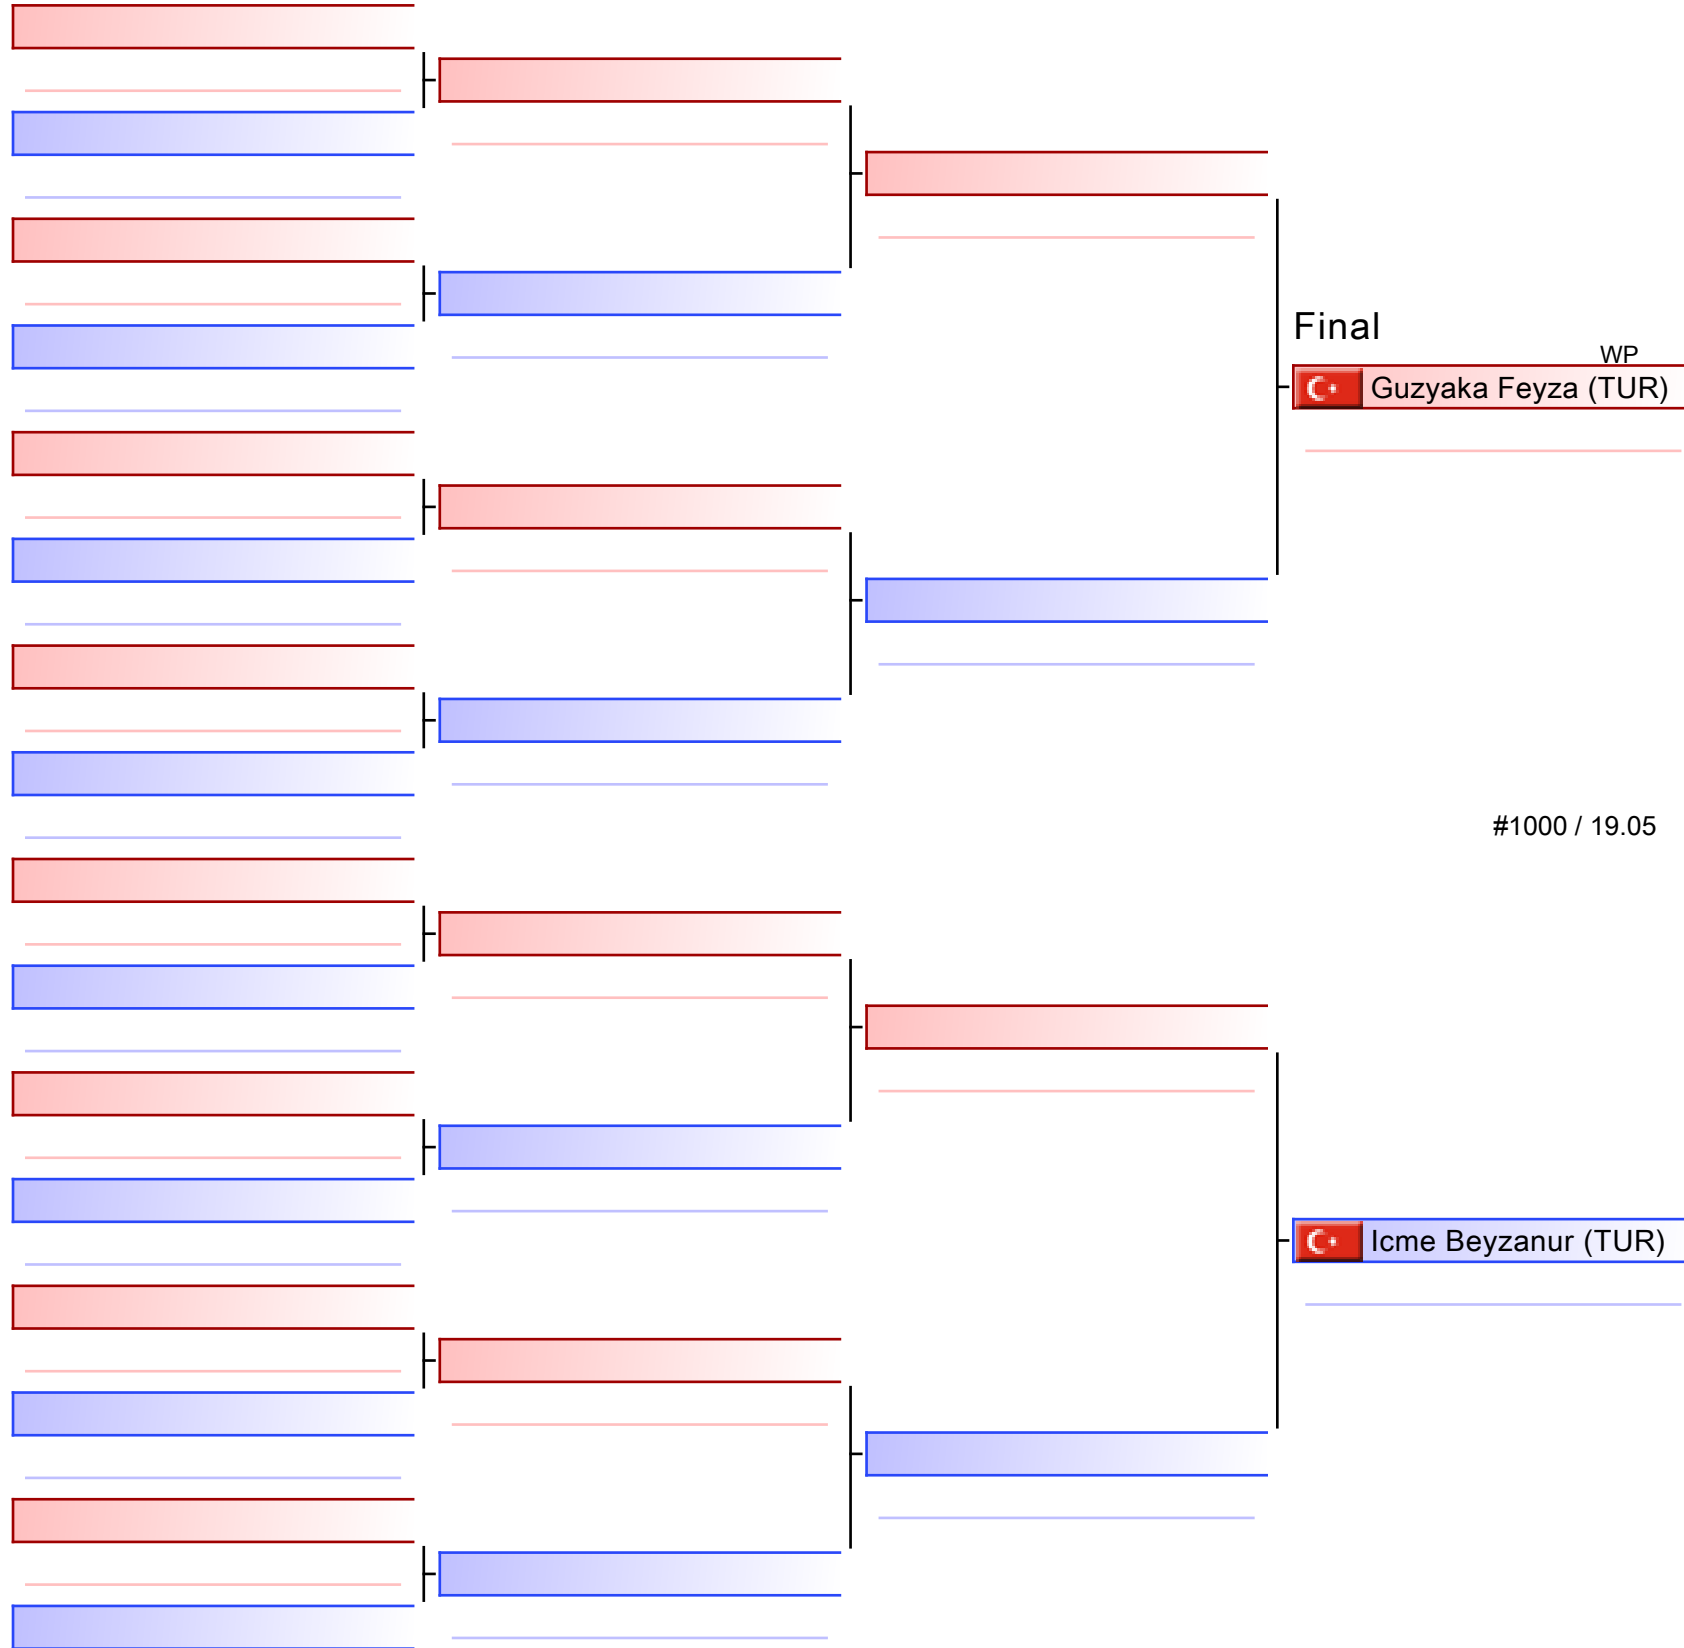 Final
WP
Guzyaka Feyza (TUR)
#1000 / 19.05
Icme Beyzanur (TUR)